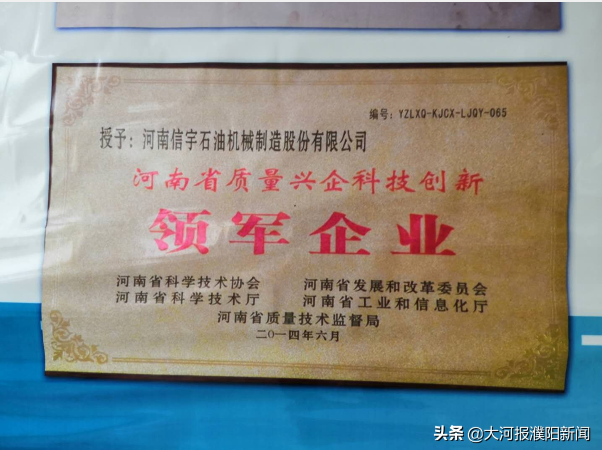 编号：YZLXQ-KJCX-LJQY-065
授予：河南信宇石油机械制造股份有限公司
河南省质量兴企科技创新
领军企业
河南省科学技术协会 河南省发展和改革委员会
河南省科学技术厅 河南省工业和信息化厅
河南省质量技术监督局
二〇一四年六月
头条 @大河报濮阳新闻